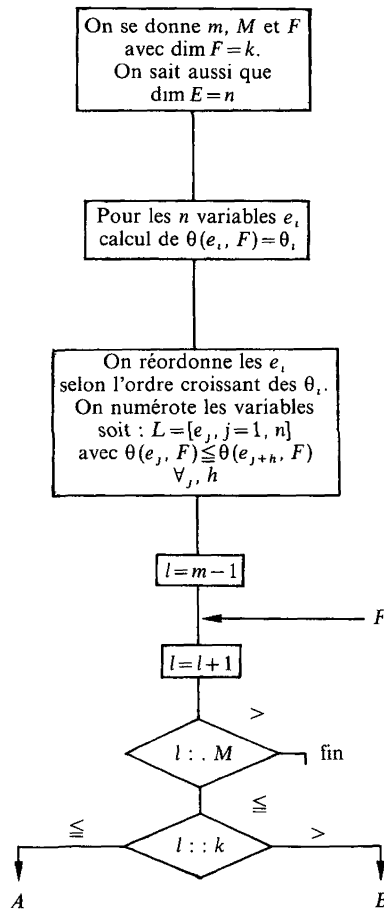 On se donne m, M et F
avec dim F = k.
On sait aussi que
dim E = n
Pour les n variables eᵢ
calcul de θ(eᵢ, F) = θᵢ
On réordonne les eᵢ
selon l'ordre croissant des θᵢ.
On numérote les variables
soit : L = [eⱼ, j = 1, n]
avec θ(eⱼ, F) ≦ θ(eⱼ₊ₕ, F)
∀ⱼ, h
l = m − 1
F
l = l + 1
>
l : . M
fin
≦
≦
l : : k
>
A
B